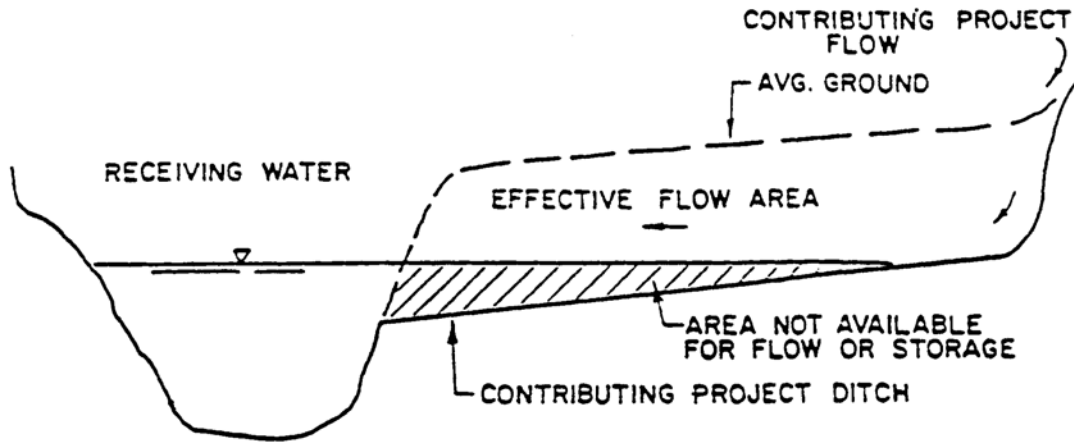 CONTRIBUTING PROJECT
FLOW
AVG. GROUND
RECEIVING WATER
EFFECTIVE FLOW AREA
AREA NOT AVAILABLE
FOR FLOW OR STORAGE
CONTRIBUTING PROJECT DITCH